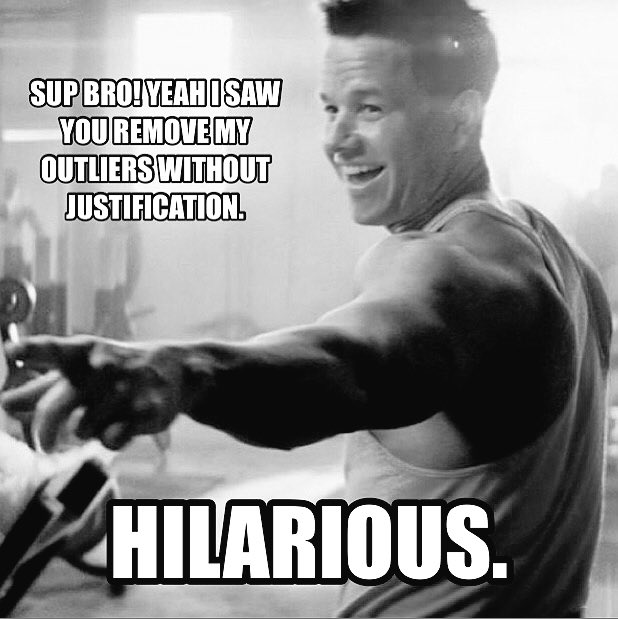 SUP BRO! YEAH I SAW
YOU REMOVE MY
OUTLIERS WITHOUT
JUSTIFICATION.
HILARIOUS.